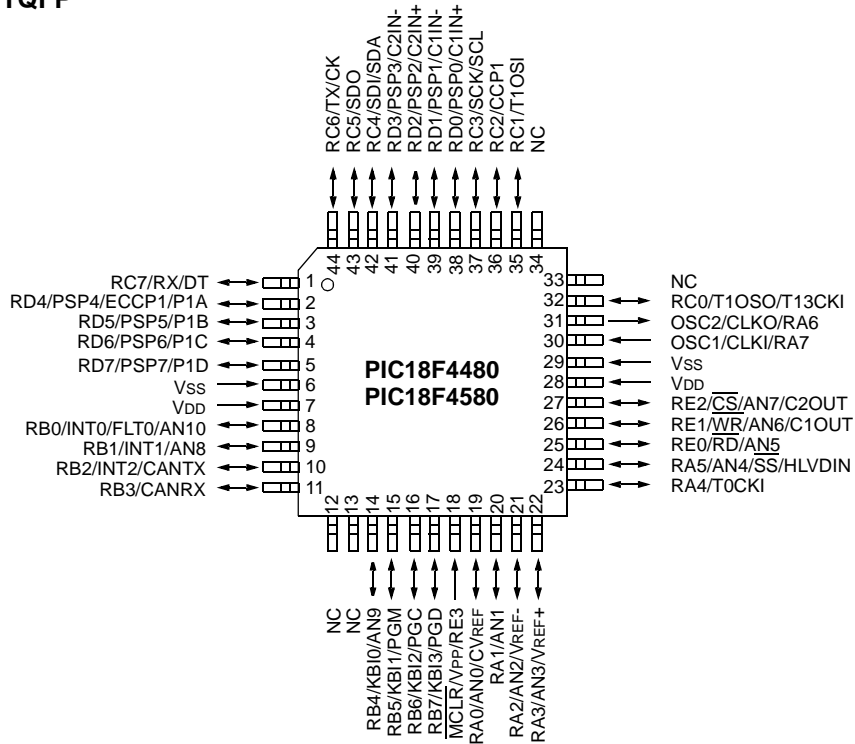 TQFP
RC6/TX/CK
RC5/SDO
RC4/SDI/SDA
RD3/PSP3/C2IN-
RD2/PSP2/C2IN+
RD1/PSP1/C1IN-
RD0/PSP0/C1IN+
RC3/SCK/SCL
RC2/CCP1
RC1/T1OSI
NC
44
43
42
41
40
39
38
37
36
35
34
RC7/RX/DT 1
RD4/PSP4/ECCP1/P1A 2
RD5/PSP5/P1B 3
RD6/PSP6/P1C 4
RD7/PSP7/P1D 5
VSS 6
VDD 7
RB0/INT0/FLT0/AN10 8
RB1/INT1/AN8 9
RB2/INT2/CANTX 10
RB3/CANRX 11
PIC18F4480
PIC18F4580
33 NC
32 RC0/T1OSO/T13CKI
31 OSC2/CLKO/RA6
30 OSC1/CLKI/RA7
29 VSS
28 VDD
27 RE2/CS/AN7/C2OUT
26 RE1/WR/AN6/C1OUT
25 RE0/RD/AN5
24 RA5/AN4/SS/HLVDIN
23 RA4/T0CKI
12
13
14
15
16
17
18
19
20
21
22
NC
NC
RB4/KBI0/AN9
RB5/KBI1/PGM
RB6/KBI2/PGC
RB7/KBI3/PGD
MCLR/VPP/RE3
RA0/AN0/CVREF
RA1/AN1
RA2/AN2/VREF-
RA3/AN3/VREF+